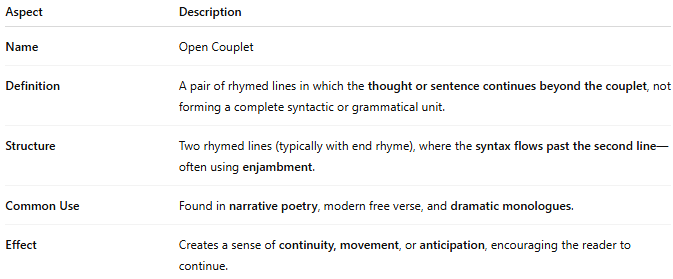 Aspect Description
Name Open Couplet
Definition A pair of rhymed lines in which the thought or sentence continues beyond the couplet, not
forming a complete syntactic or grammatical unit.
Structure Two rhymed lines (typically with end rhyme), where the syntax flows past the second line—
often using enjambment.
Common Use Found in narrative poetry, modern free verse, and dramatic monologues.
Effect Creates a sense of continuity, movement, or anticipation, encouraging the reader to
continue.